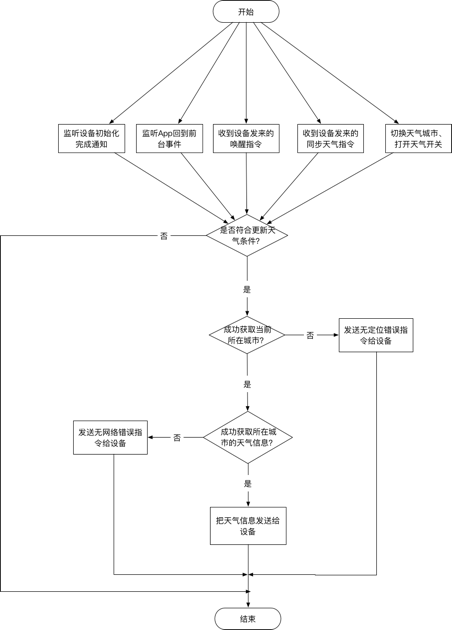 开始
监听设备初始化
完成通知
监听App回到前
台事件
收到设备发来的
唤醒指令
收到设备发来的
同步天气指令
切换天气城市、
打开天气开关
否
是否符合更新天
气条件?
是
成功获取当前
所在城市?
否
发送无定位错误指
令给设备
是
发送无网络错误指
令给设备
否
成功获取所在城
市的天气信息?
是
把天气信息发送给
设备
结束